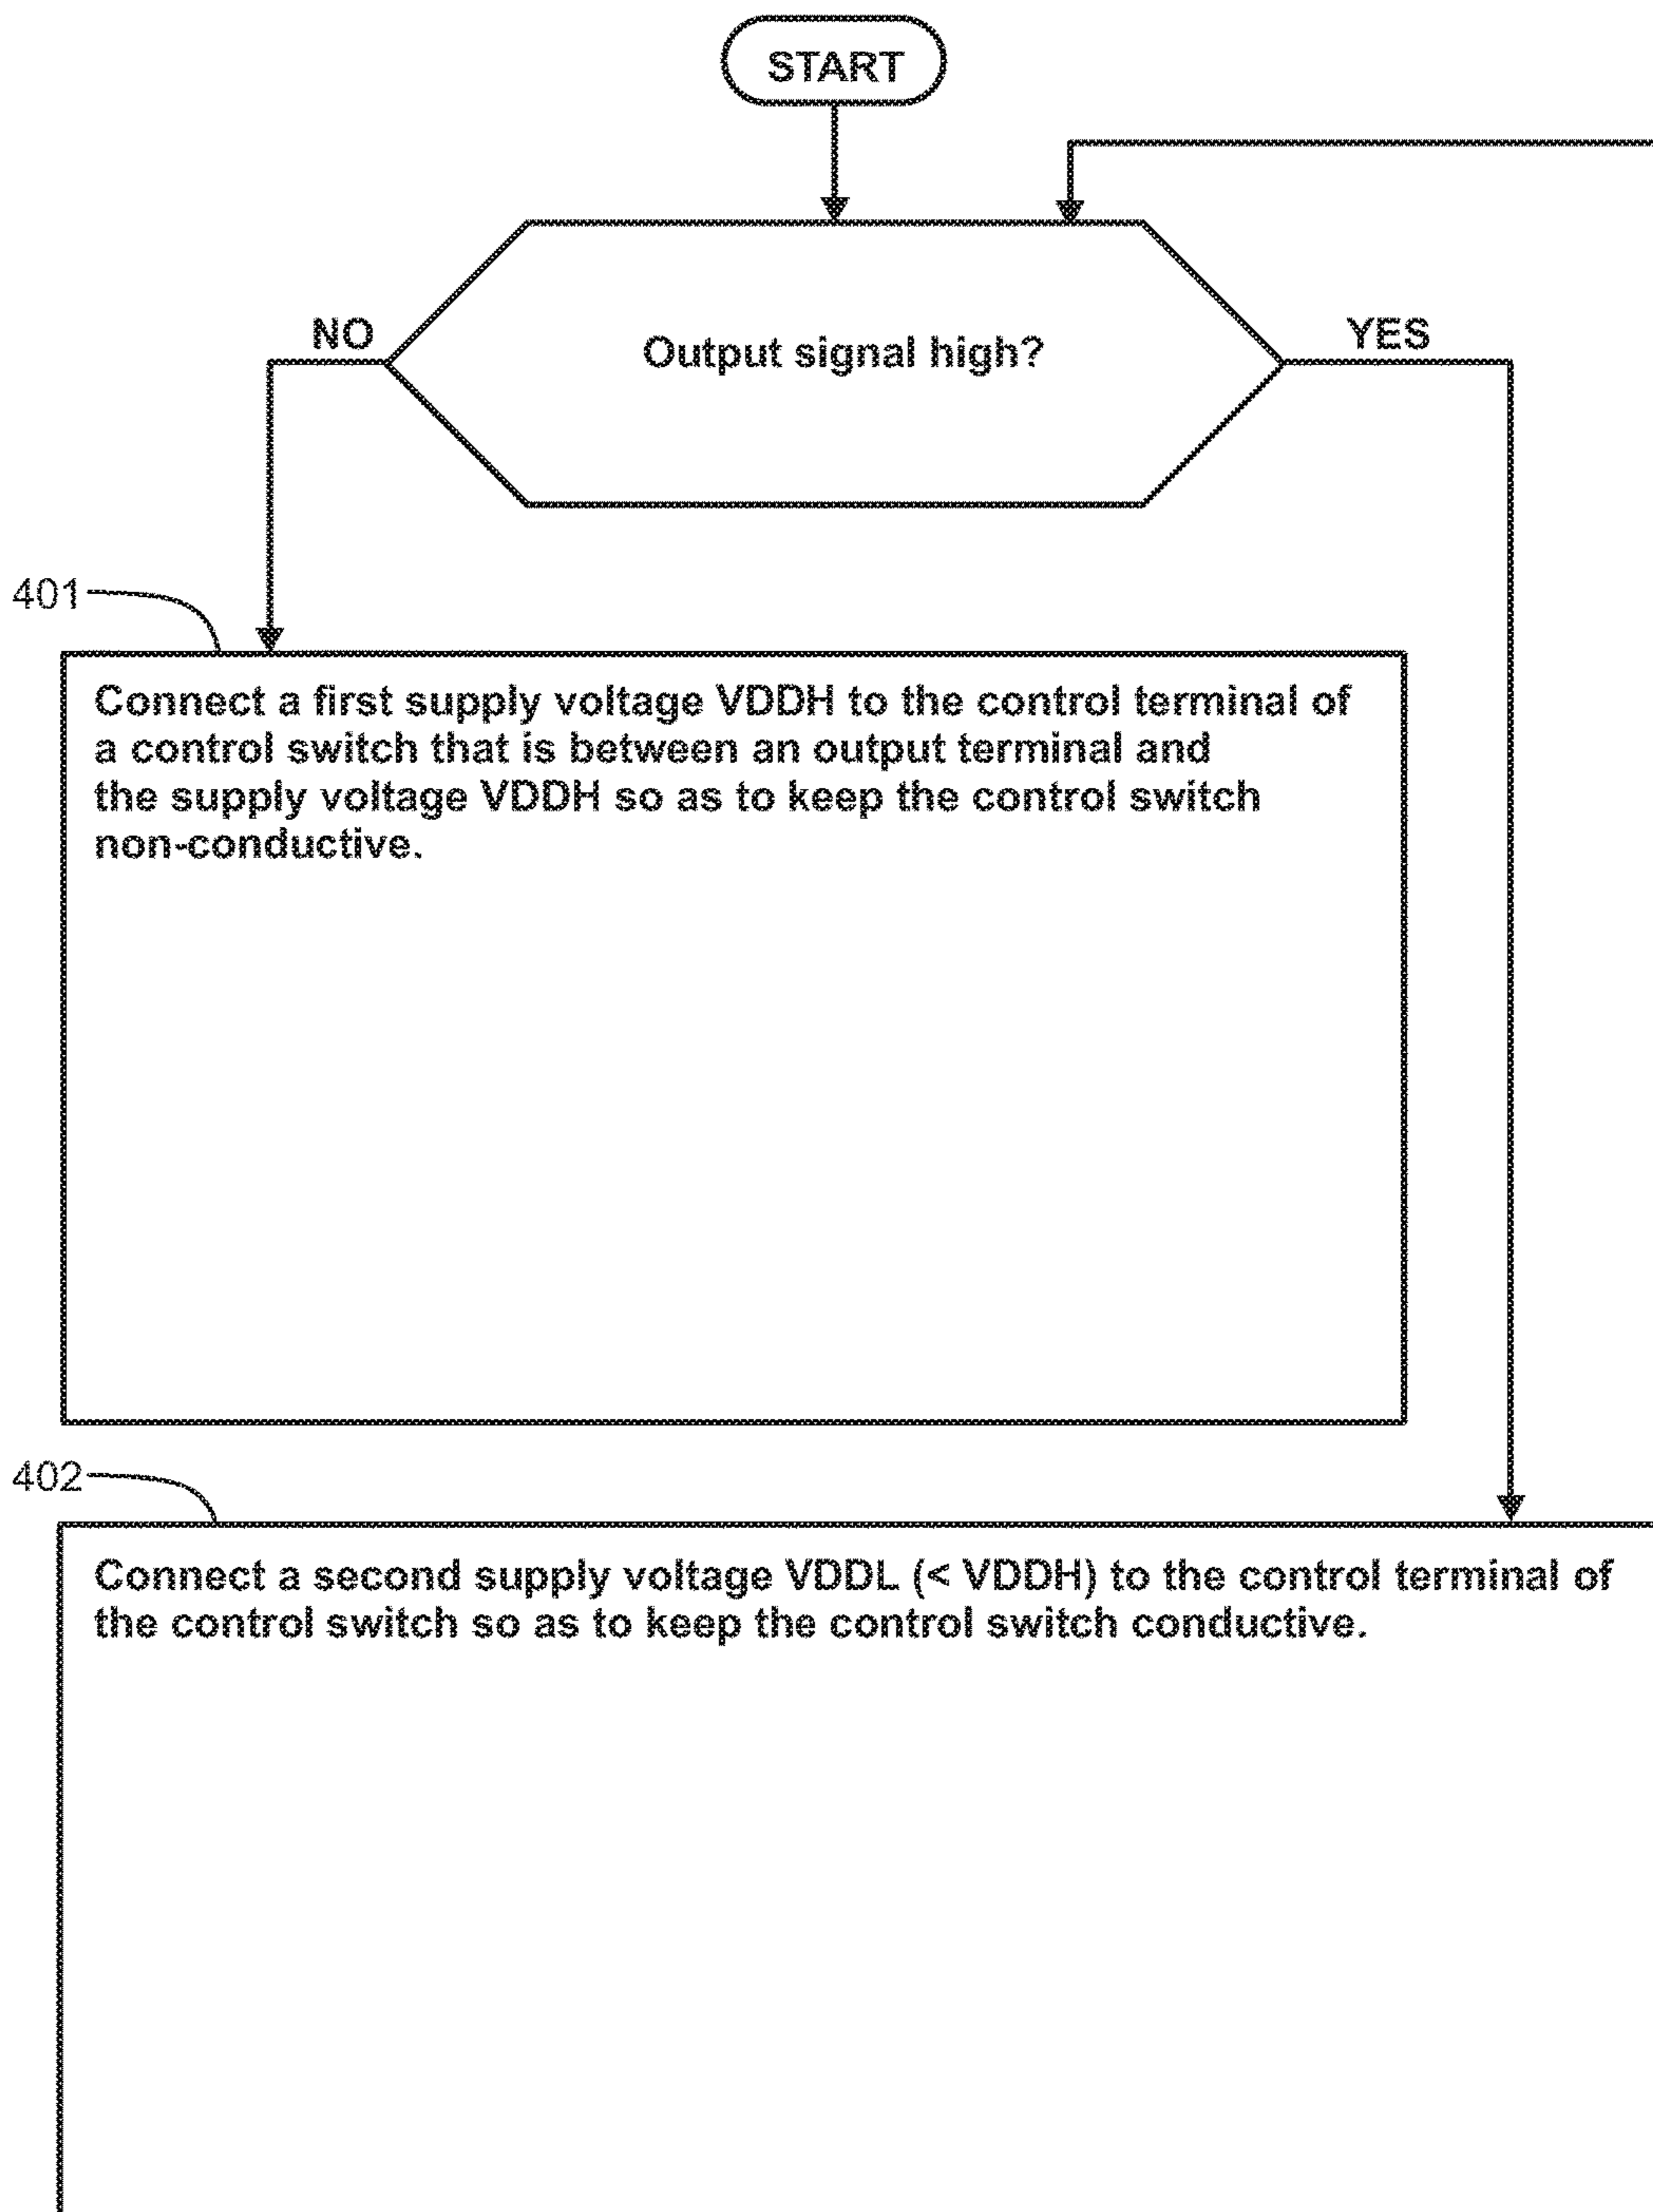 START
NO
Output signal high?
YES
401
Connect a first supply voltage VDDH to the control terminal of
a control switch that is between an output terminal and
the supply voltage VDDH so as to keep the control switch
non-conductive.
402
Connect a second supply voltage VDDL (< VDDH) to the control terminal of
the control switch so as to keep the control switch conductive.